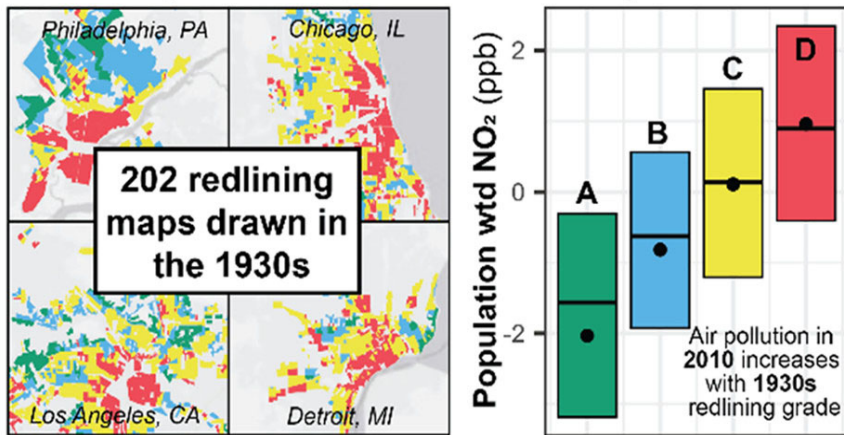 Philadelphia, PA
Chicago, IL
202 redlining
maps drawn in
the 1930s
Los Angeles, CA
Detroit, MI
Population wtd NO₂ (ppb)
2
0
-2
A
B
C
D
Air pollution in
2010 increases
with 1930s
redlining grade